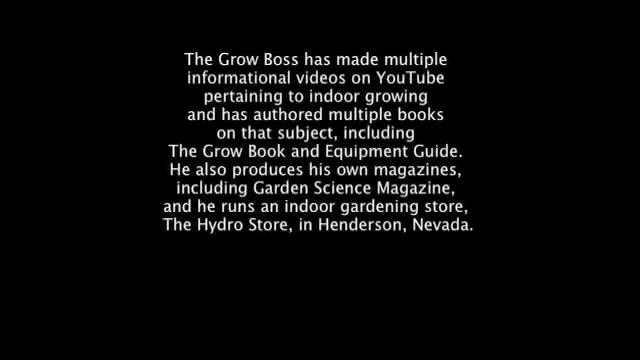 The Grow Boss has made multiple
informational videos on YouTube
pertaining to indoor growing
and has authored multiple books
on that subject, including
The Grow Book and Equipment Guide.
He also produces his own magazines,
including Garden Science Magazine,
and he runs an indoor gardening store,
The Hydro Store, in Henderson, Nevada.